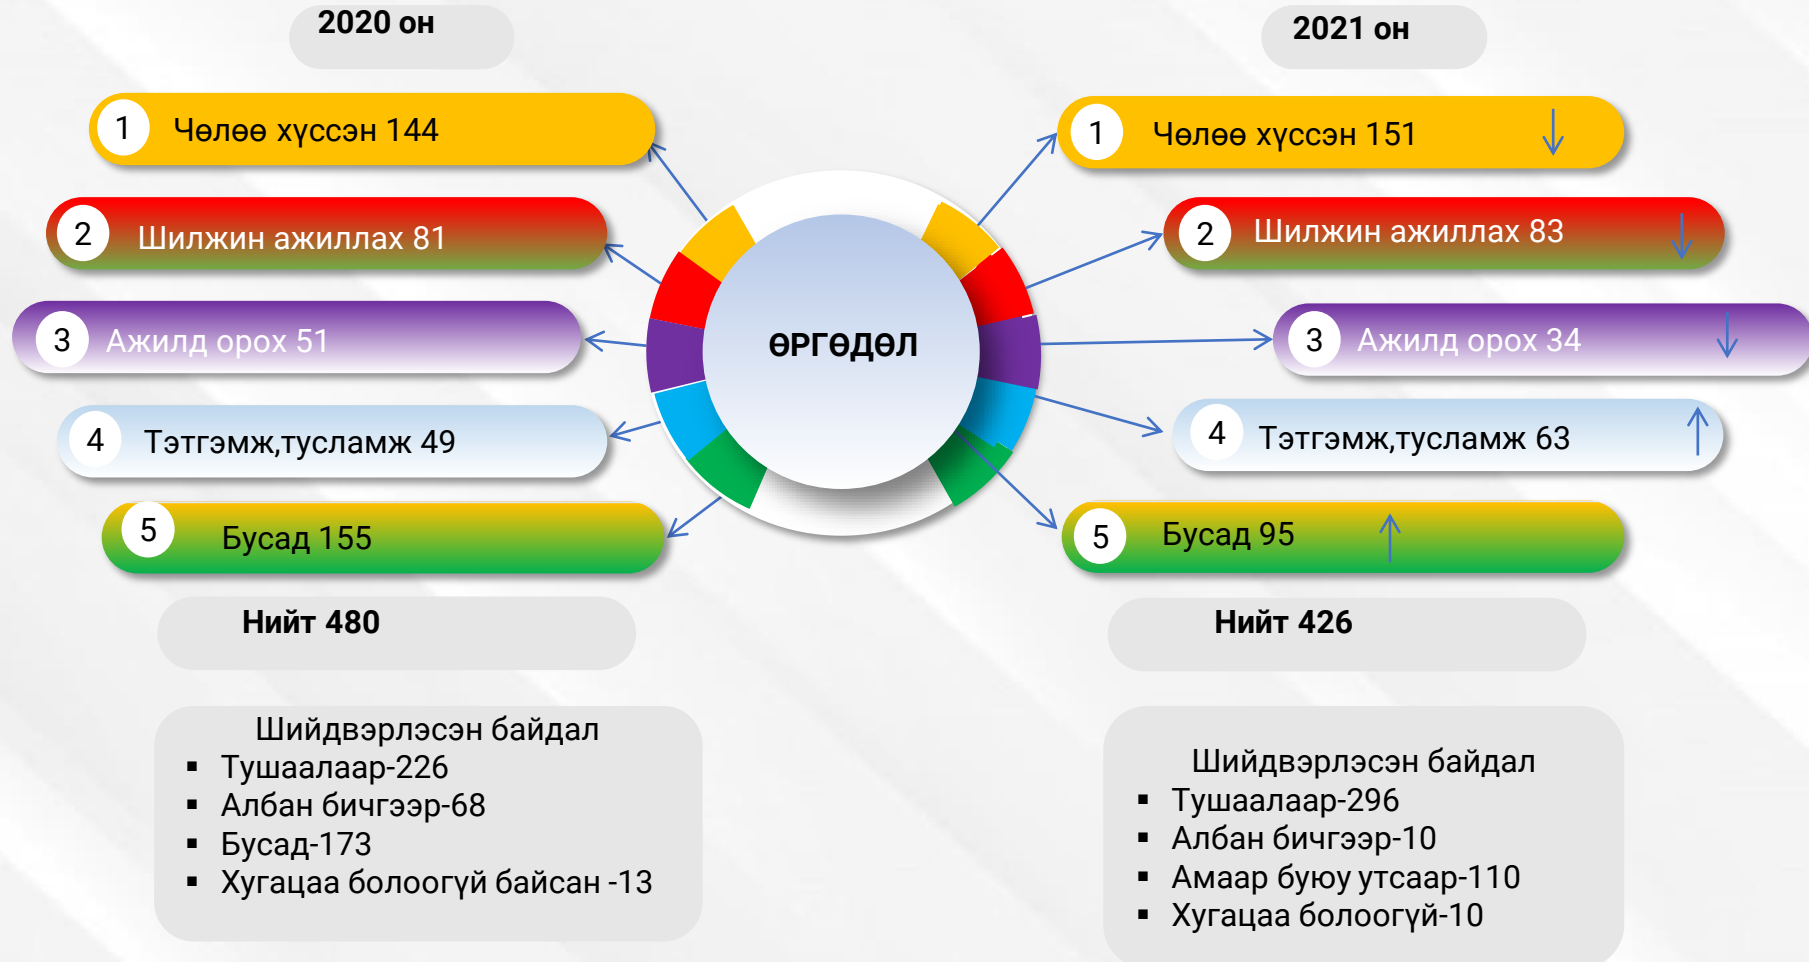 2020 он
1 Чөлөө хүссэн 144
2 Шилжин ажиллах 81
3 Ажилд орох 51
4 Тэтгэмж,тусламж 49
5 Бусад 155
Нийт 480
Шийдвэрлэсэн байдал
▪ Тушаалаар-226
▪ Албан бичгээр-68
▪ Бусад-173
▪ Хугацаа болоогүй байсан -13
ӨРГӨДӨЛ
2021 он
1 Чөлөө хүссэн 151
2 Шилжин ажиллах 83
3 Ажилд орох 34
4 Тэтгэмж,тусламж 63
5 Бусад 95
Нийт 426
Шийдвэрлэсэн байдал
▪ Тушаалаар-296
▪ Албан бичгээр-10
▪ Амаар буюу утсаар-110
▪ Хугацаа болоогүй-10